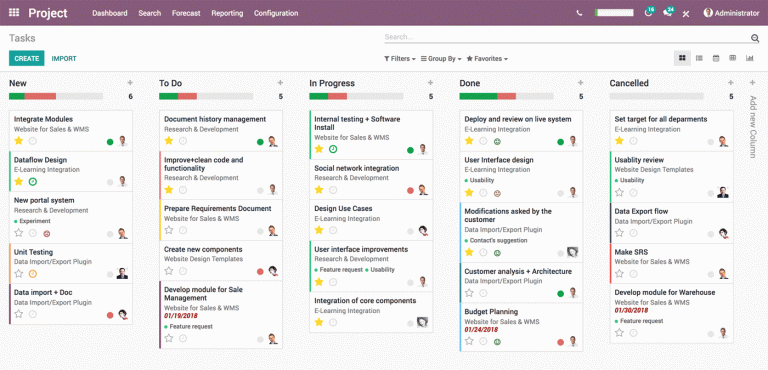 Project
Dashboard Search Forecast Reporting Configuration
16
34
Administrator
Tasks
Search...
CREATE
IMPORT
Filters
Group By
Favorites
New
6
Integrate Modules
Website for Sales & WMS
Dataflow Design
E-Learning Integration
New portal system
Research & Development
Experiment
Unit Testing
Data Import/Export Plugin
Data import + Doc
Data Import/Export Plugin
To Do
5
Document history management
Research & Development
Improve+clean code and
functionality
Research & Development
Prepare Requirements Document
Website for Sales & WMS
Create new components
Website Design Templates
Develop module for Sale
Management
Website for Sales & WMS
01/19/2018
Feature request
In Progress
5
Internal testing + Software
Install
Website for Sales & WMS
Social network integration
Research & Development
Design Use Cases
E-Learning Integration
User interface improvements
Research & Development
Feature request Usability
Integration of core components
E-Learning Integration
Done
5
Deploy and review on live system
E-Learning Integration
User Interface design
E-Learning Integration
Usability
Modifications asked by the
customer
Data Import/Export Plugin
Contact's suggestion
Customer analysis + Architecture
Data Import/Export Plugin
Budget Planning
Website for Sales & WMS
01/24/2018
Cancelled
5
Set target for all deparments
E-Learning Integration
Usablity review
Website Design Templates
Usability
Data Export flow
Data Import/Export Plugin
Make SRS
Website for Sales & WMS
Develop module for Warehouse
Website for Sales & WMS
01/30/2018
Feature request
Add new Column